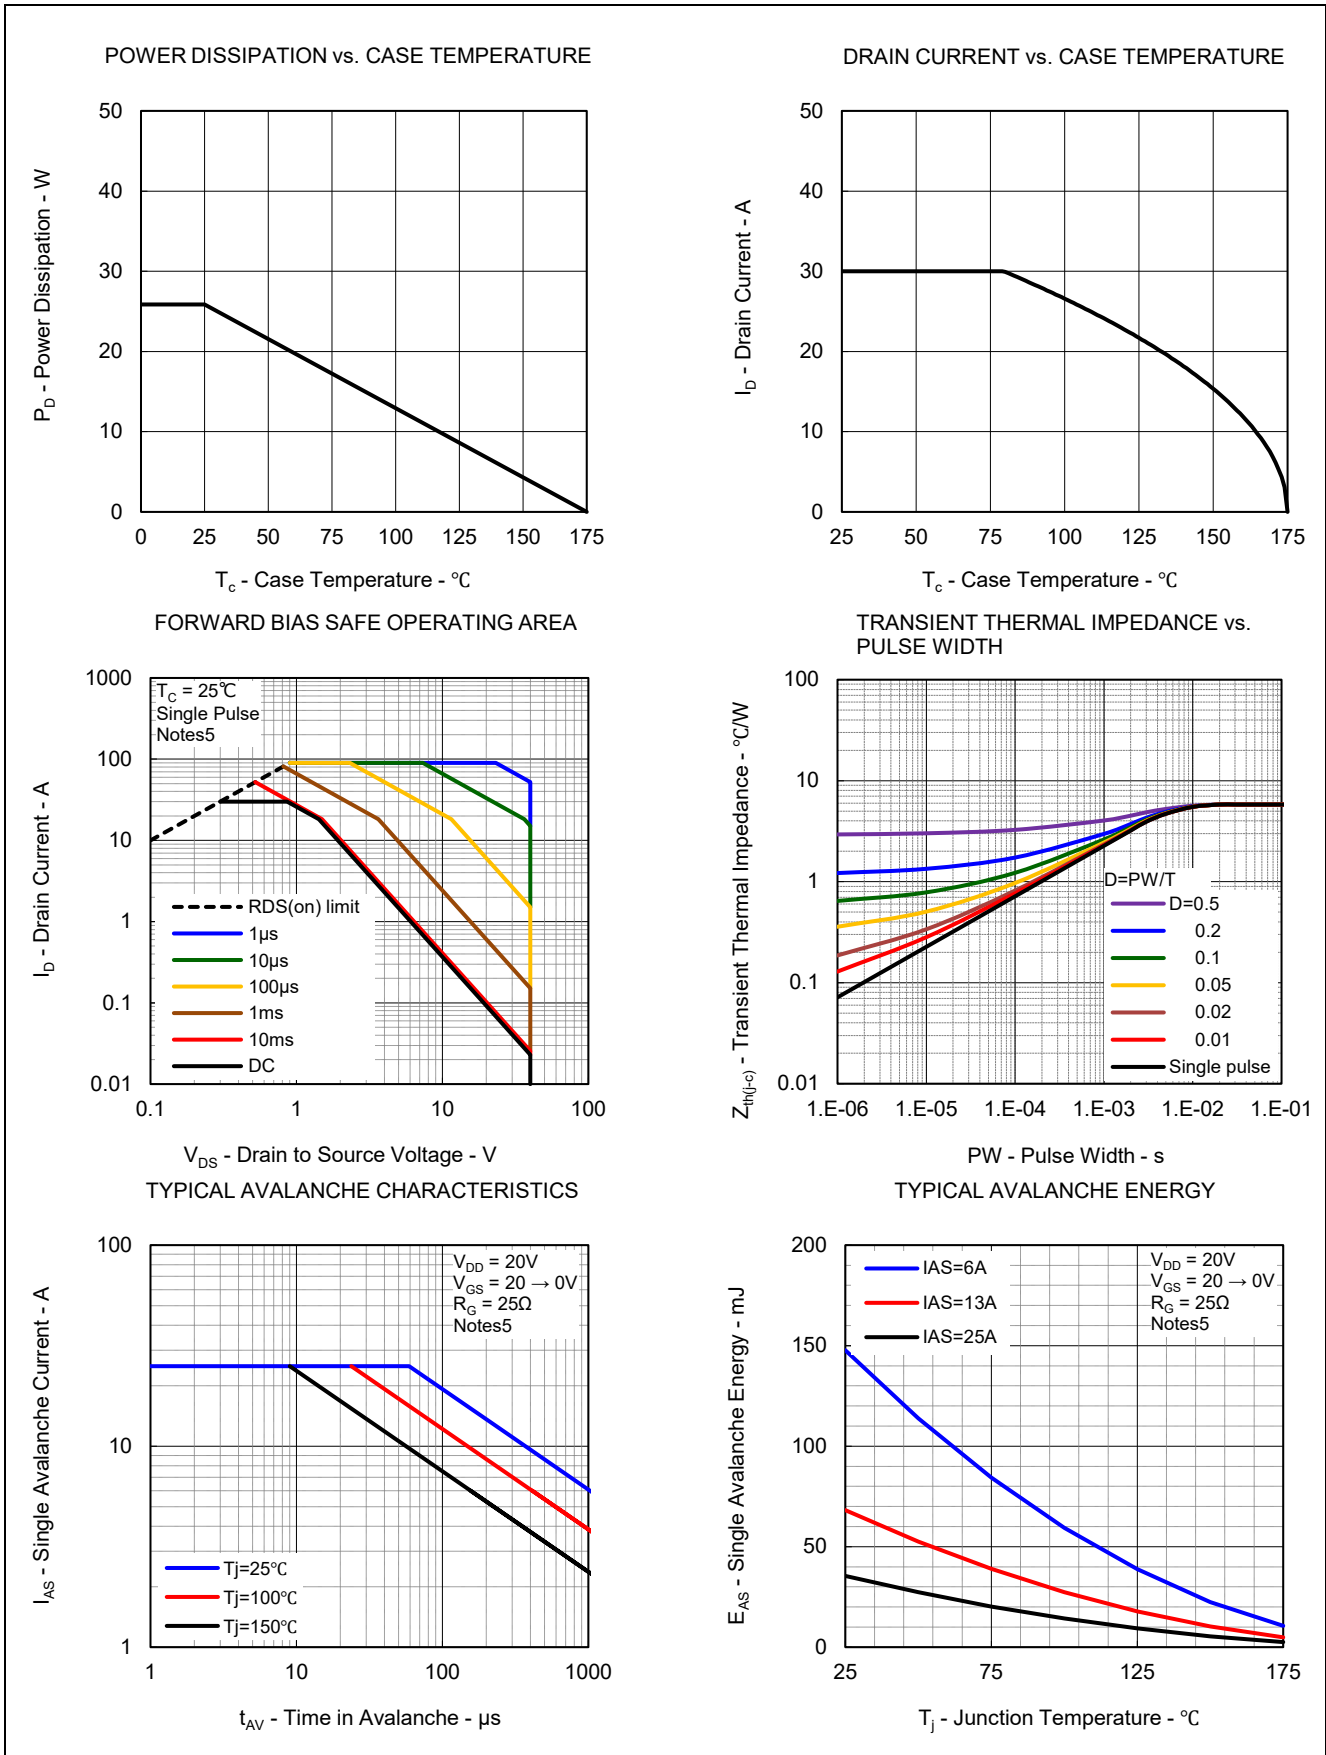 POWER DISSIPATION vs. CASE TEMPERATURE
50
40
30
20
10
0
0 25 50 75 100 125 150 175
P_D - Power Dissipation - W
T_c - Case Temperature - ℃
DRAIN CURRENT vs. CASE TEMPERATURE
50
40
30
20
10
0
25 50 75 100 125 150 175
I_D - Drain Current - A
T_c - Case Temperature - ℃
FORWARD BIAS SAFE OPERATING AREA
1000
100
10
1
0.1
0.01
0.1 1 10 100
T_C = 25℃
Single Pulse
Notes5
RDS(on) limit
1µs
10µs
100µs
1ms
10ms
DC
I_D - Drain Current - A
V_DS - Drain to Source Voltage - V
TRANSIENT THERMAL IMPEDANCE vs.
PULSE WIDTH
100
10
1
0.1
0.01
1.E-06 1.E-05 1.E-04 1.E-03 1.E-02 1.E-01
D=PW/T
D=0.5
0.2
0.1
0.05
0.02
0.01
Single pulse
Z_th(j-c) - Transient Thermal Impedance - ℃/W
PW - Pulse Width - s
TYPICAL AVALANCHE CHARACTERISTICS
100
10
1
1 10 100 1000
V_DD = 20V
V_GS = 20 → 0V
R_G = 25Ω
Notes5
Tj=25℃
Tj=100℃
Tj=150℃
I_AS - Single Avalanche Current - A
t_AV - Time in Avalanche - µs
TYPICAL AVALANCHE ENERGY
200
150
100
50
0
25 75 125 175
IAS=6A
IAS=13A
IAS=25A
V_DD = 20V
V_GS = 20 → 0V
R_G = 25Ω
Notes5
E_AS - Single Avalanche Energy - mJ
T_j - Junction Temperature - ℃